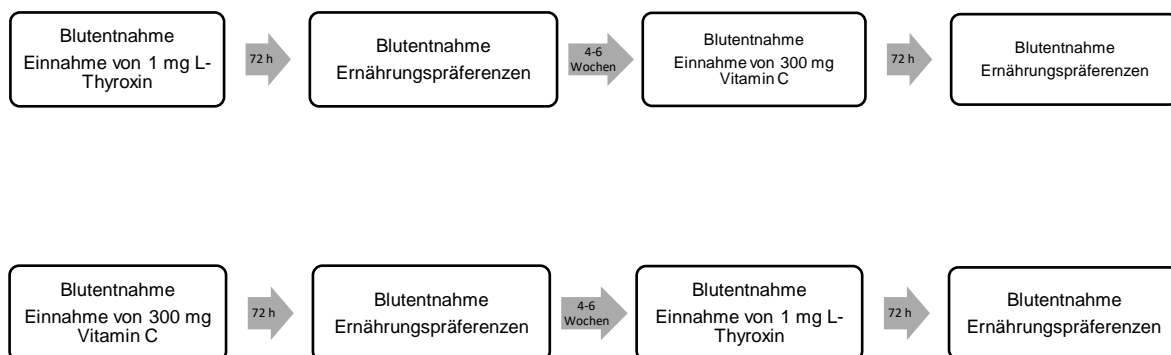 Blutentnahme
Einnahme von 1 mg L-
Thyroxin
72 h
Blutentnahme
Ernährungspräferenzen
4-6
Wochen
Blutentnahme
Einnahme von 300 mg
Vitamin C
72 h
Blutentnahme
Ernährungspräferenzen
Blutentnahme
Einnahme von 300 mg
Vitamin C
72 h
Blutentnahme
Ernährungspräferenzen
4-6
Wochen
Blutentnahme
Einnahme von 1 mg L-
Thyroxin
72 h
Blutentnahme
Ernährungspräferenzen